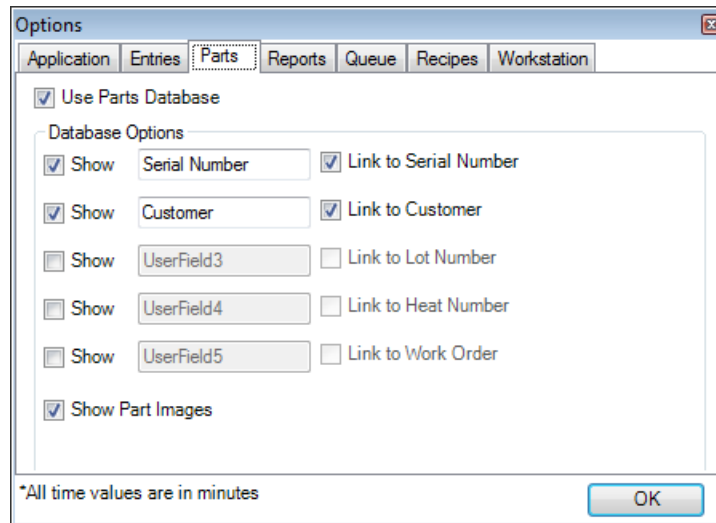 Options
Application Entries Parts Reports Queue Recipes Workstation
Use Parts Database
Database Options
Show Serial Number Link to Serial Number
Show Customer Link to Customer
Show UserField3 Link to Lot Number
Show UserField4 Link to Heat Number
Show UserField5 Link to Work Order
Show Part Images
*All time values are in minutes OK